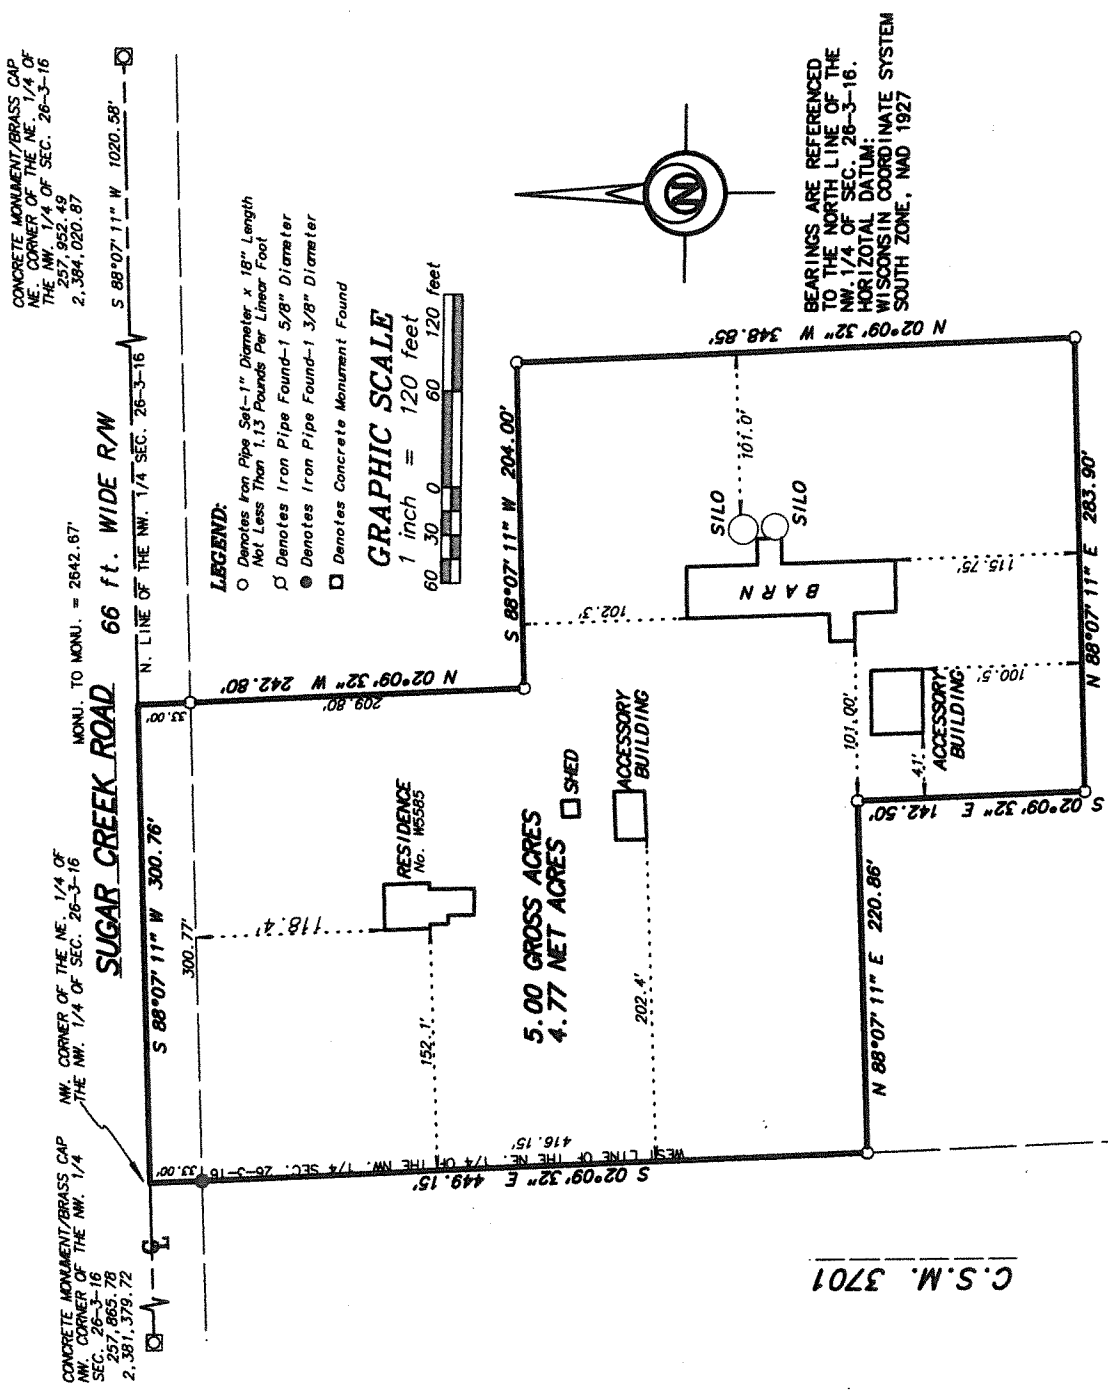 CONCRETE MONUMENT/BRASS CAP
NW. CORNER OF THE NW. 1/4
SEC. 26-3-16
257,865.78
2,381,379.72
NW. CORNER OF THE NE. 1/4 OF
THE NW. 1/4 OF SEC. 26-3-16
MONU. TO MONU. = 2642.67'
CONCRETE MONUMENT/BRASS CAP
NE. CORNER OF THE NE. 1/4 OF
THE NW. 1/4 OF SEC. 26-3-16
257,952.49
2,384,020.87
SUGAR CREEK ROAD 66 ft. WIDE R/W
CL
S 88°07'11" W 300.76'
N. LINE OF THE NW. 1/4 SEC. 26-3-16
S 88°07'11" W 1020.58'
33.00'
300.77'
33.00'
LEGEND:
○ Denotes Iron Pipe Set-1" Diameter x 18" Length
Not Less Than 1.13 Pounds Per Linear Foot
Denotes Iron Pipe Found-1 5/8" Diameter
● Denotes Iron Pipe Found-1 3/8" Diameter
Denotes Concrete Monument Found
GRAPHIC SCALE
1 inch = 120 feet
60 30 0 60 120 feet
N 02°09'32" W 242.80'
209.80'
118.4'
RESIDENCE
No. W5585
152.1'
S 88°07'11" W 204.00'
5.00 GROSS ACRES
4.77 NET ACRES
SHED
ACCESSORY
BUILDING
202.4'
WEST LINE OF THE NE. 1/4 OF THE NW. 1/4 SEC. 26-3-16
416.15'
S 02°09'32" E 449.15'
102.3'
BARN
SILO
SILO
101.0'
N 02°09'32" W 348.85'
115.75'
101.00'
ACCESSORY
BUILDING
4.1'
100.5'
N 88°07'11" E 220.86'
S 02°09'32" E 142.50'
N 88°07'11" E 283.90'
C.S.M. 3701
N
BEARINGS ARE REFERENCED
TO THE NORTH LINE OF THE
NW. 1/4 OF SEC. 26-3-16.
HORIZOTAL DATUM:
WISCONSIN COORDINATE SYSTEM
SOUTH ZONE, NAD 1927